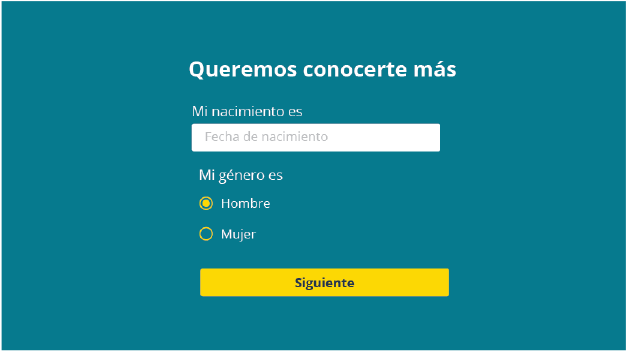 Queremos conocerte más
Mi nacimiento es
Fecha de nacimiento
Mi género es
Hombre
Mujer
Siguiente